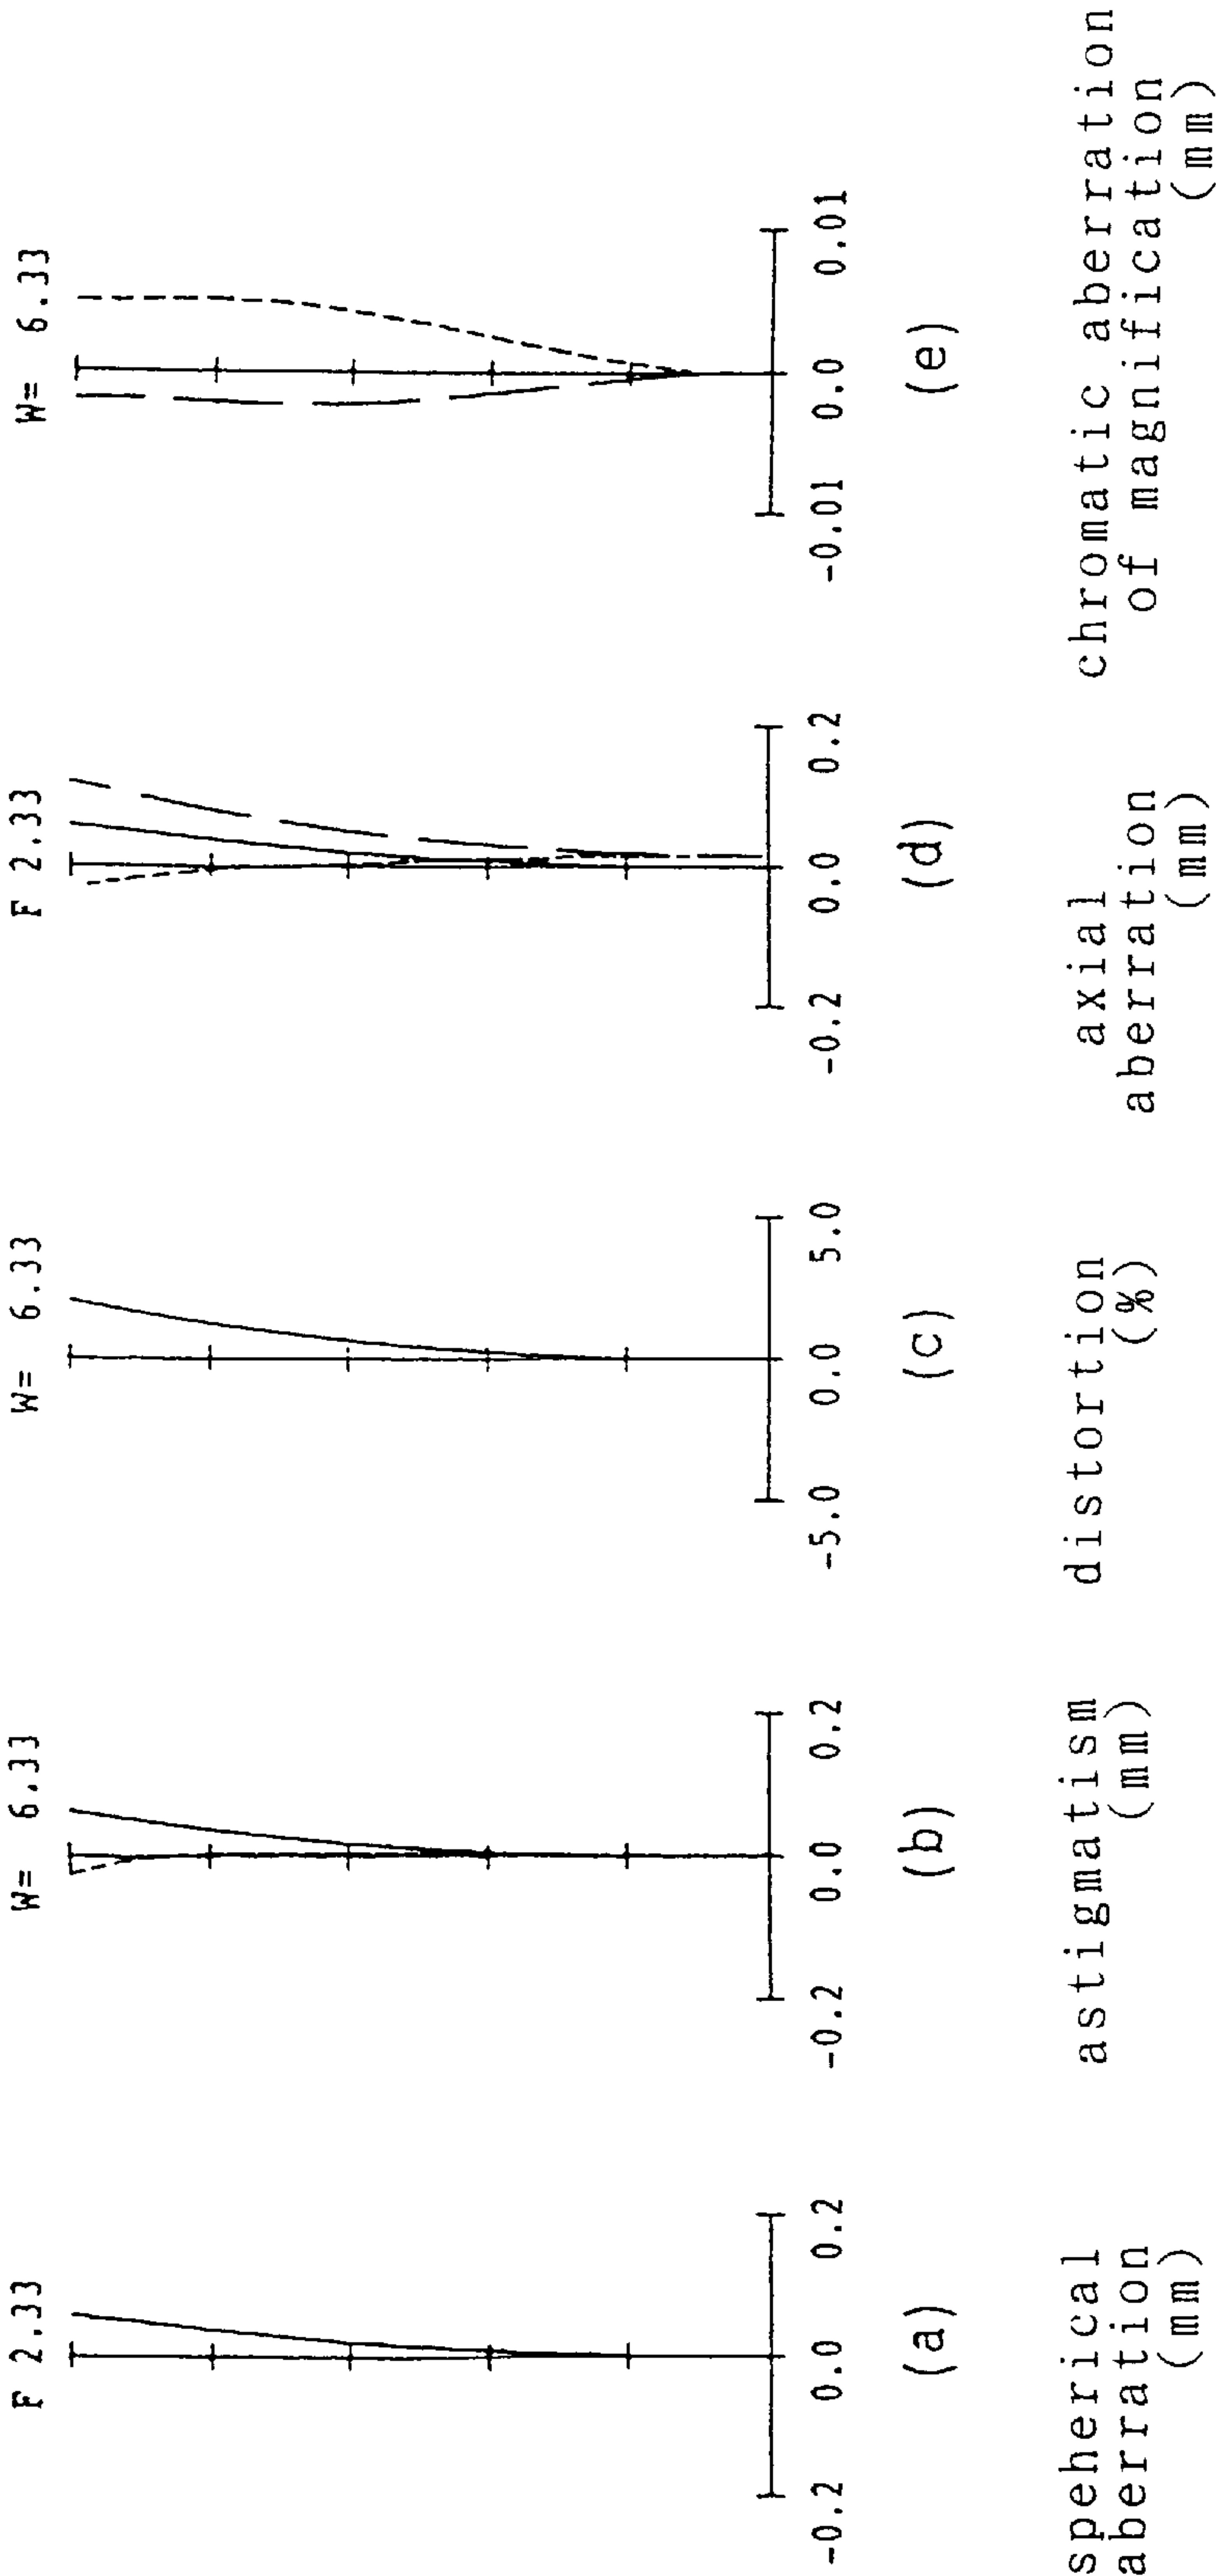 F 2.33
-0.2 0.0 0.2
(a)
speherical
aberration
(mm)
W= 6.33
-0.2 0.0 0.2
(b)
astigmatism
(mm)
W= 6.33
-5.0 0.0 5.0
(c)
distortion
(%)
F 2.33
-0.2 0.0 0.2
(d)
axial
aberration
(mm)
W= 6.33
-0.01 0.0 0.01
(e)
chromatic aberration
of magnification
(mm)